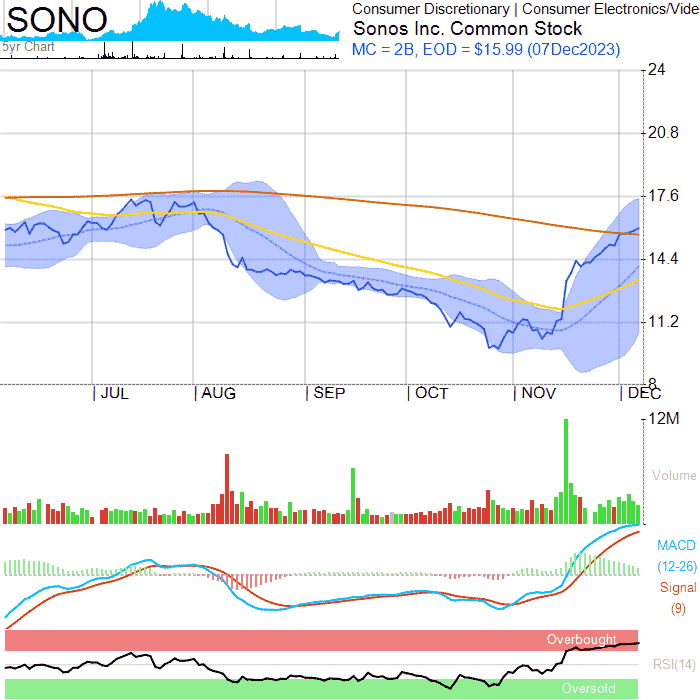 SONO
Consumer Discretionary | Consumer Electronics/Vide
Sonos Inc. Common Stock
5yr Chart
MC = 2B, EOD = $15.99 (07Dec2023)
24
20.8
17.6
14.4
11.2
8
JUL
AUG
SEP
OCT
NOV
DEC
12M
Volume
MACD
(12-26)
Signal
(9)
Overbought
RSI(14)
Oversold